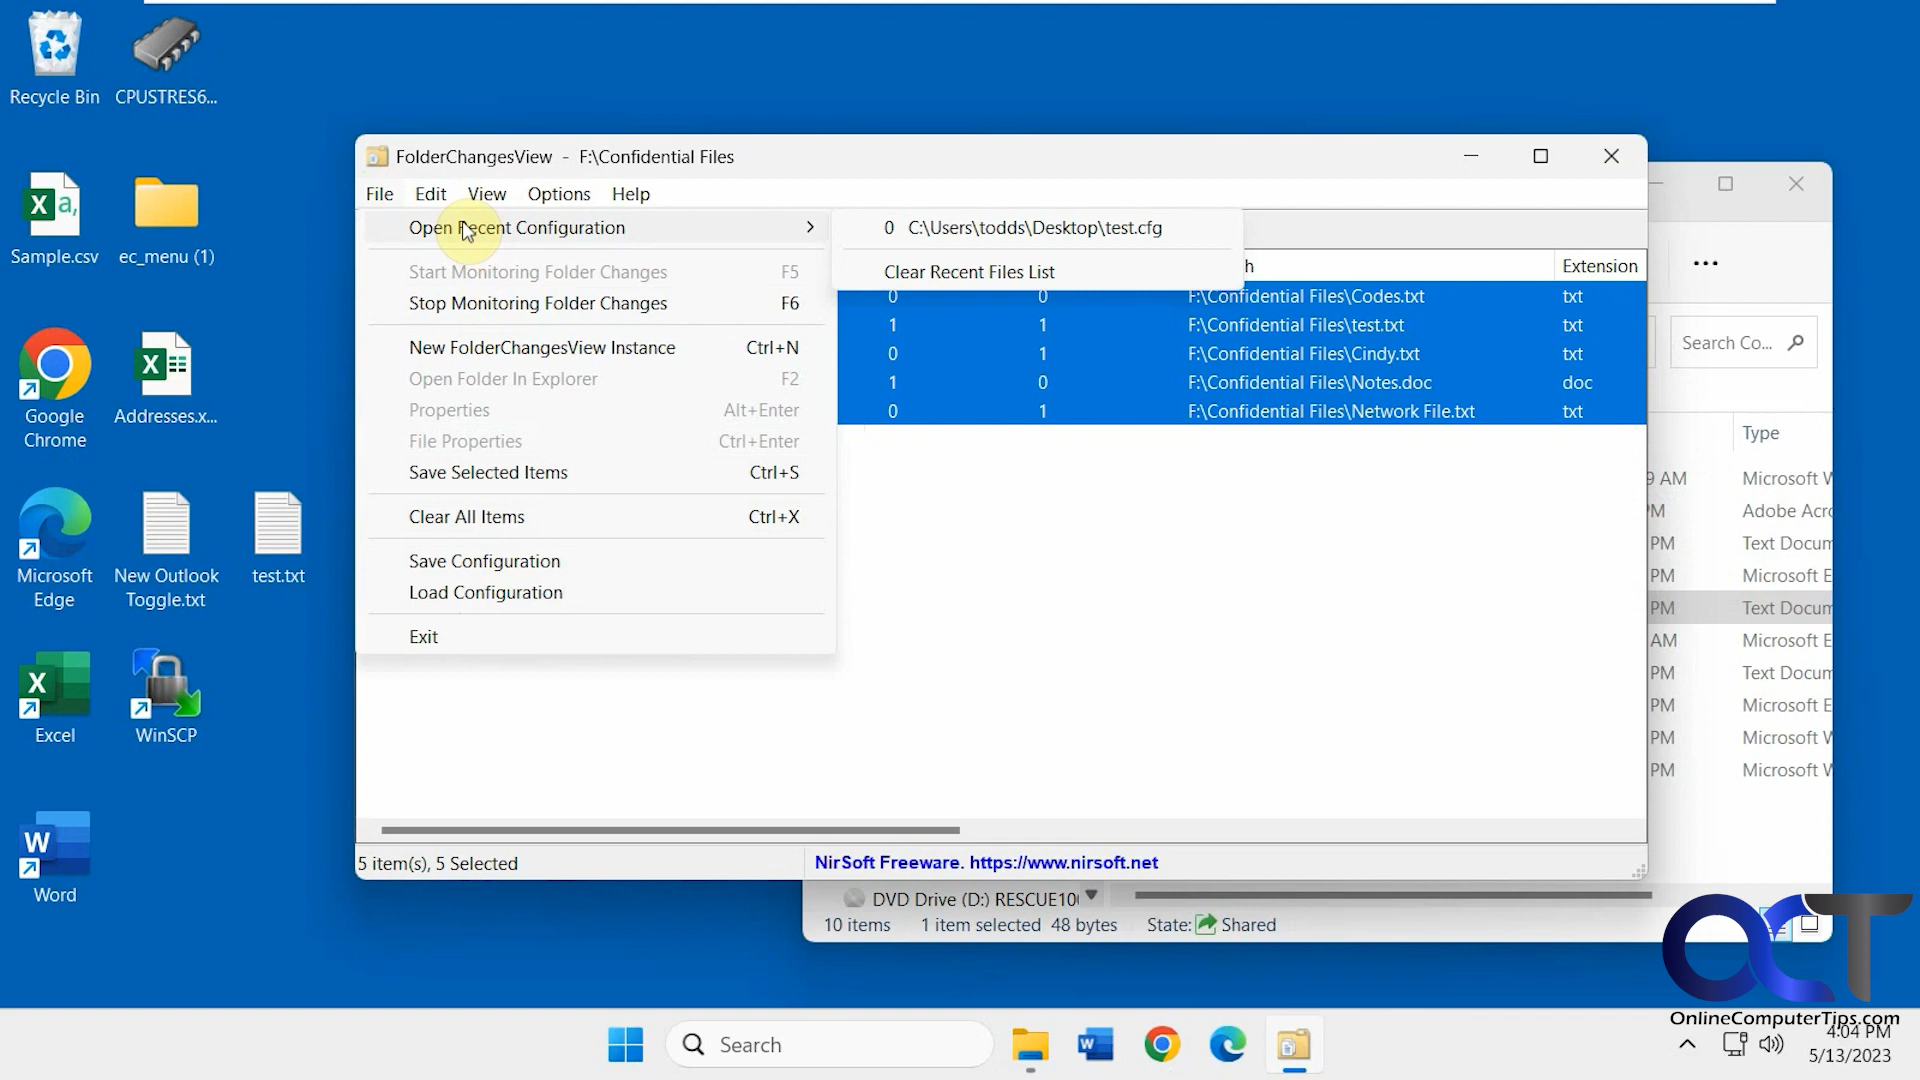 Recycle Bin
CPUSTRES6...
Sample.csv
ec_menu (1)
Google
Chrome
Addresses.x...
Microsoft
Edge
New Outlook
Toggle.txt
test.txt
Excel
WinSCP
Word
FolderChangesView - F:\Confidential Files
File Edit View Options Help
Open Recent Configuration
0 C:\Users\todds\Desktop\test.cfg
Clear Recent Files List
Start Monitoring Folder Changes F5
Stop Monitoring Folder Changes F6
New FolderChangesView Instance Ctrl+N
Open Folder In Explorer F2
Properties Alt+Enter
File Properties Ctrl+Enter
Save Selected Items Ctrl+S
Clear All Items Ctrl+X
Save Configuration
Load Configuration
Exit
Extension
0 0 F:\Confidential Files\Codes.txt txt
1 1 F:\Confidential Files\test.txt txt
0 1 F:\Confidential Files\Cindy.txt txt
1 0 F:\Confidential Files\Notes.doc doc
0 1 F:\Confidential Files\Network File.txt txt
5 item(s), 5 Selected
NirSoft Freeware. https://www.nirsoft.net
Search Co...
Type
9 AM Microsoft W
PM Adobe Acro
PM Text Docum
PM Microsoft E
PM Text Docum
AM Microsoft E
PM Text Docum
PM Microsoft E
PM Microsoft W
PM Microsoft W
DVD Drive (D:) RESCUE10
10 items 1 item selected 48 bytes State: Shared
OCT
OnlineComputerTips.com
Search
4:04 PM
5/13/2023